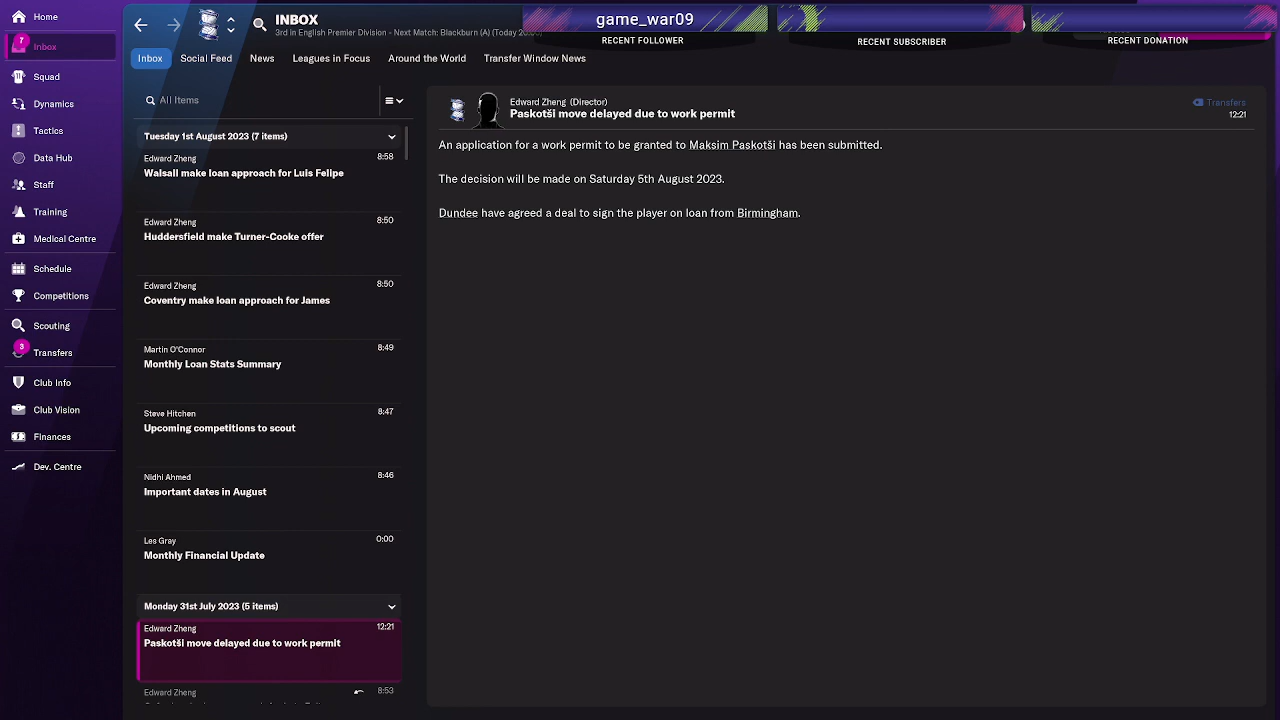 Home
7
Inbox
Squad
Dynamics
Tactics
Data Hub
Staff
Training
Medical Centre
Schedule
Competitions
Scouting
3
Transfers
Club Info
Club Vision
Finances
Dev. Centre
INBOX
3rd in English Premier Division - Next Match: Blackburn (A) (Today
game_war09
RECENT FOLLOWER
RECENT SUBSCRIBER
RECENT DONATION
Inbox Social Feed News Leagues in Focus Around the World Transfer Window News
All Items
Tuesday 1st August 2023 (7 items)
Edward Zheng 8:58
Walsall make loan approach for Luis Felipe
Edward Zheng 8:50
Huddersfield make Turner-Cooke offer
Edward Zheng 8:50
Coventry make loan approach for James
Martin O'Connor 8:49
Monthly Loan Stats Summary
Steve Hitchen 8:47
Upcoming competitions to scout
Nidhi Ahmed 8:46
Important dates in August
Les Gray 0:00
Monthly Financial Update
Monday 31st July 2023 (5 items)
Edward Zheng 12:21
Paskotši move delayed due to work permit
Edward Zheng 8:53
Edward Zheng (Director)
Paskotši move delayed due to work permit
Transfers
12:21
An application for a work permit to be granted to Maksim Paskotši has been submitted.
The decision will be made on Saturday 5th August 2023.
Dundee have agreed a deal to sign the player on loan from Birmingham.